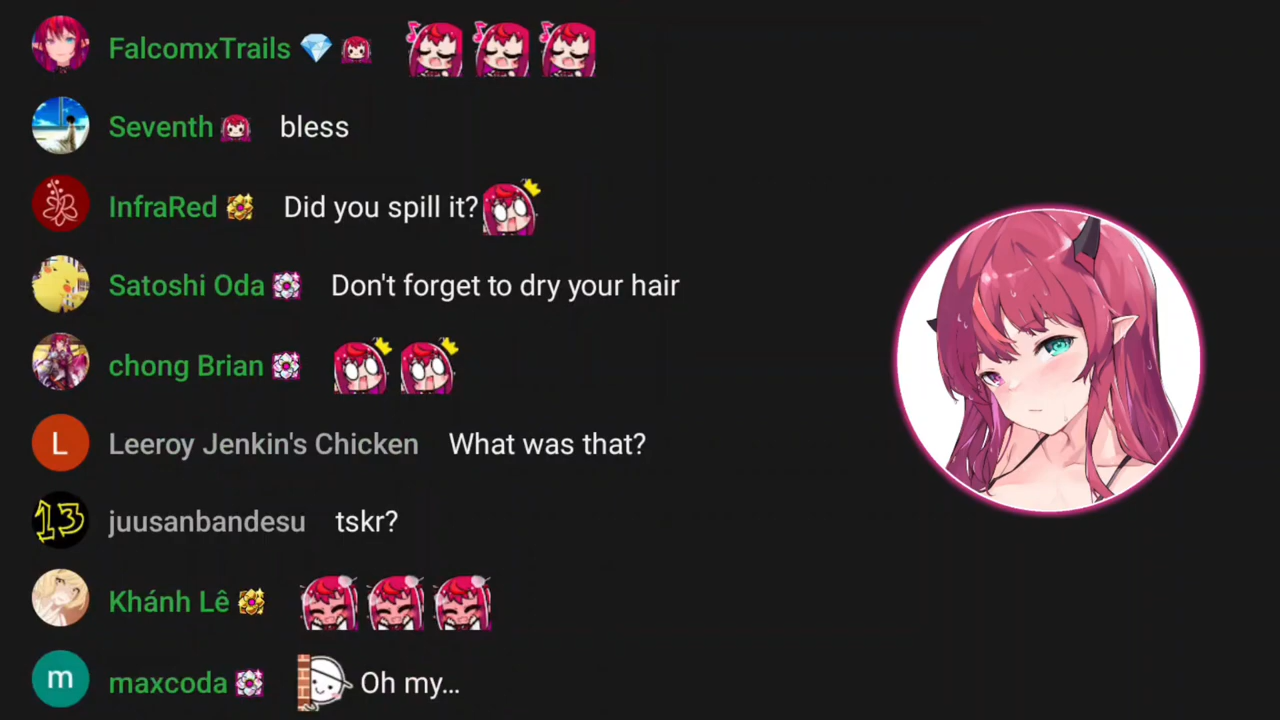 FalcomxTrails
Seventh bless
InfraRed Did you spill it?
Satoshi Oda Don't forget to dry your hair
chong Brian
L Leeroy Jenkin's Chicken What was that?
13 juusanbandesu tskr?
Khánh Lê
m maxcoda Oh my...